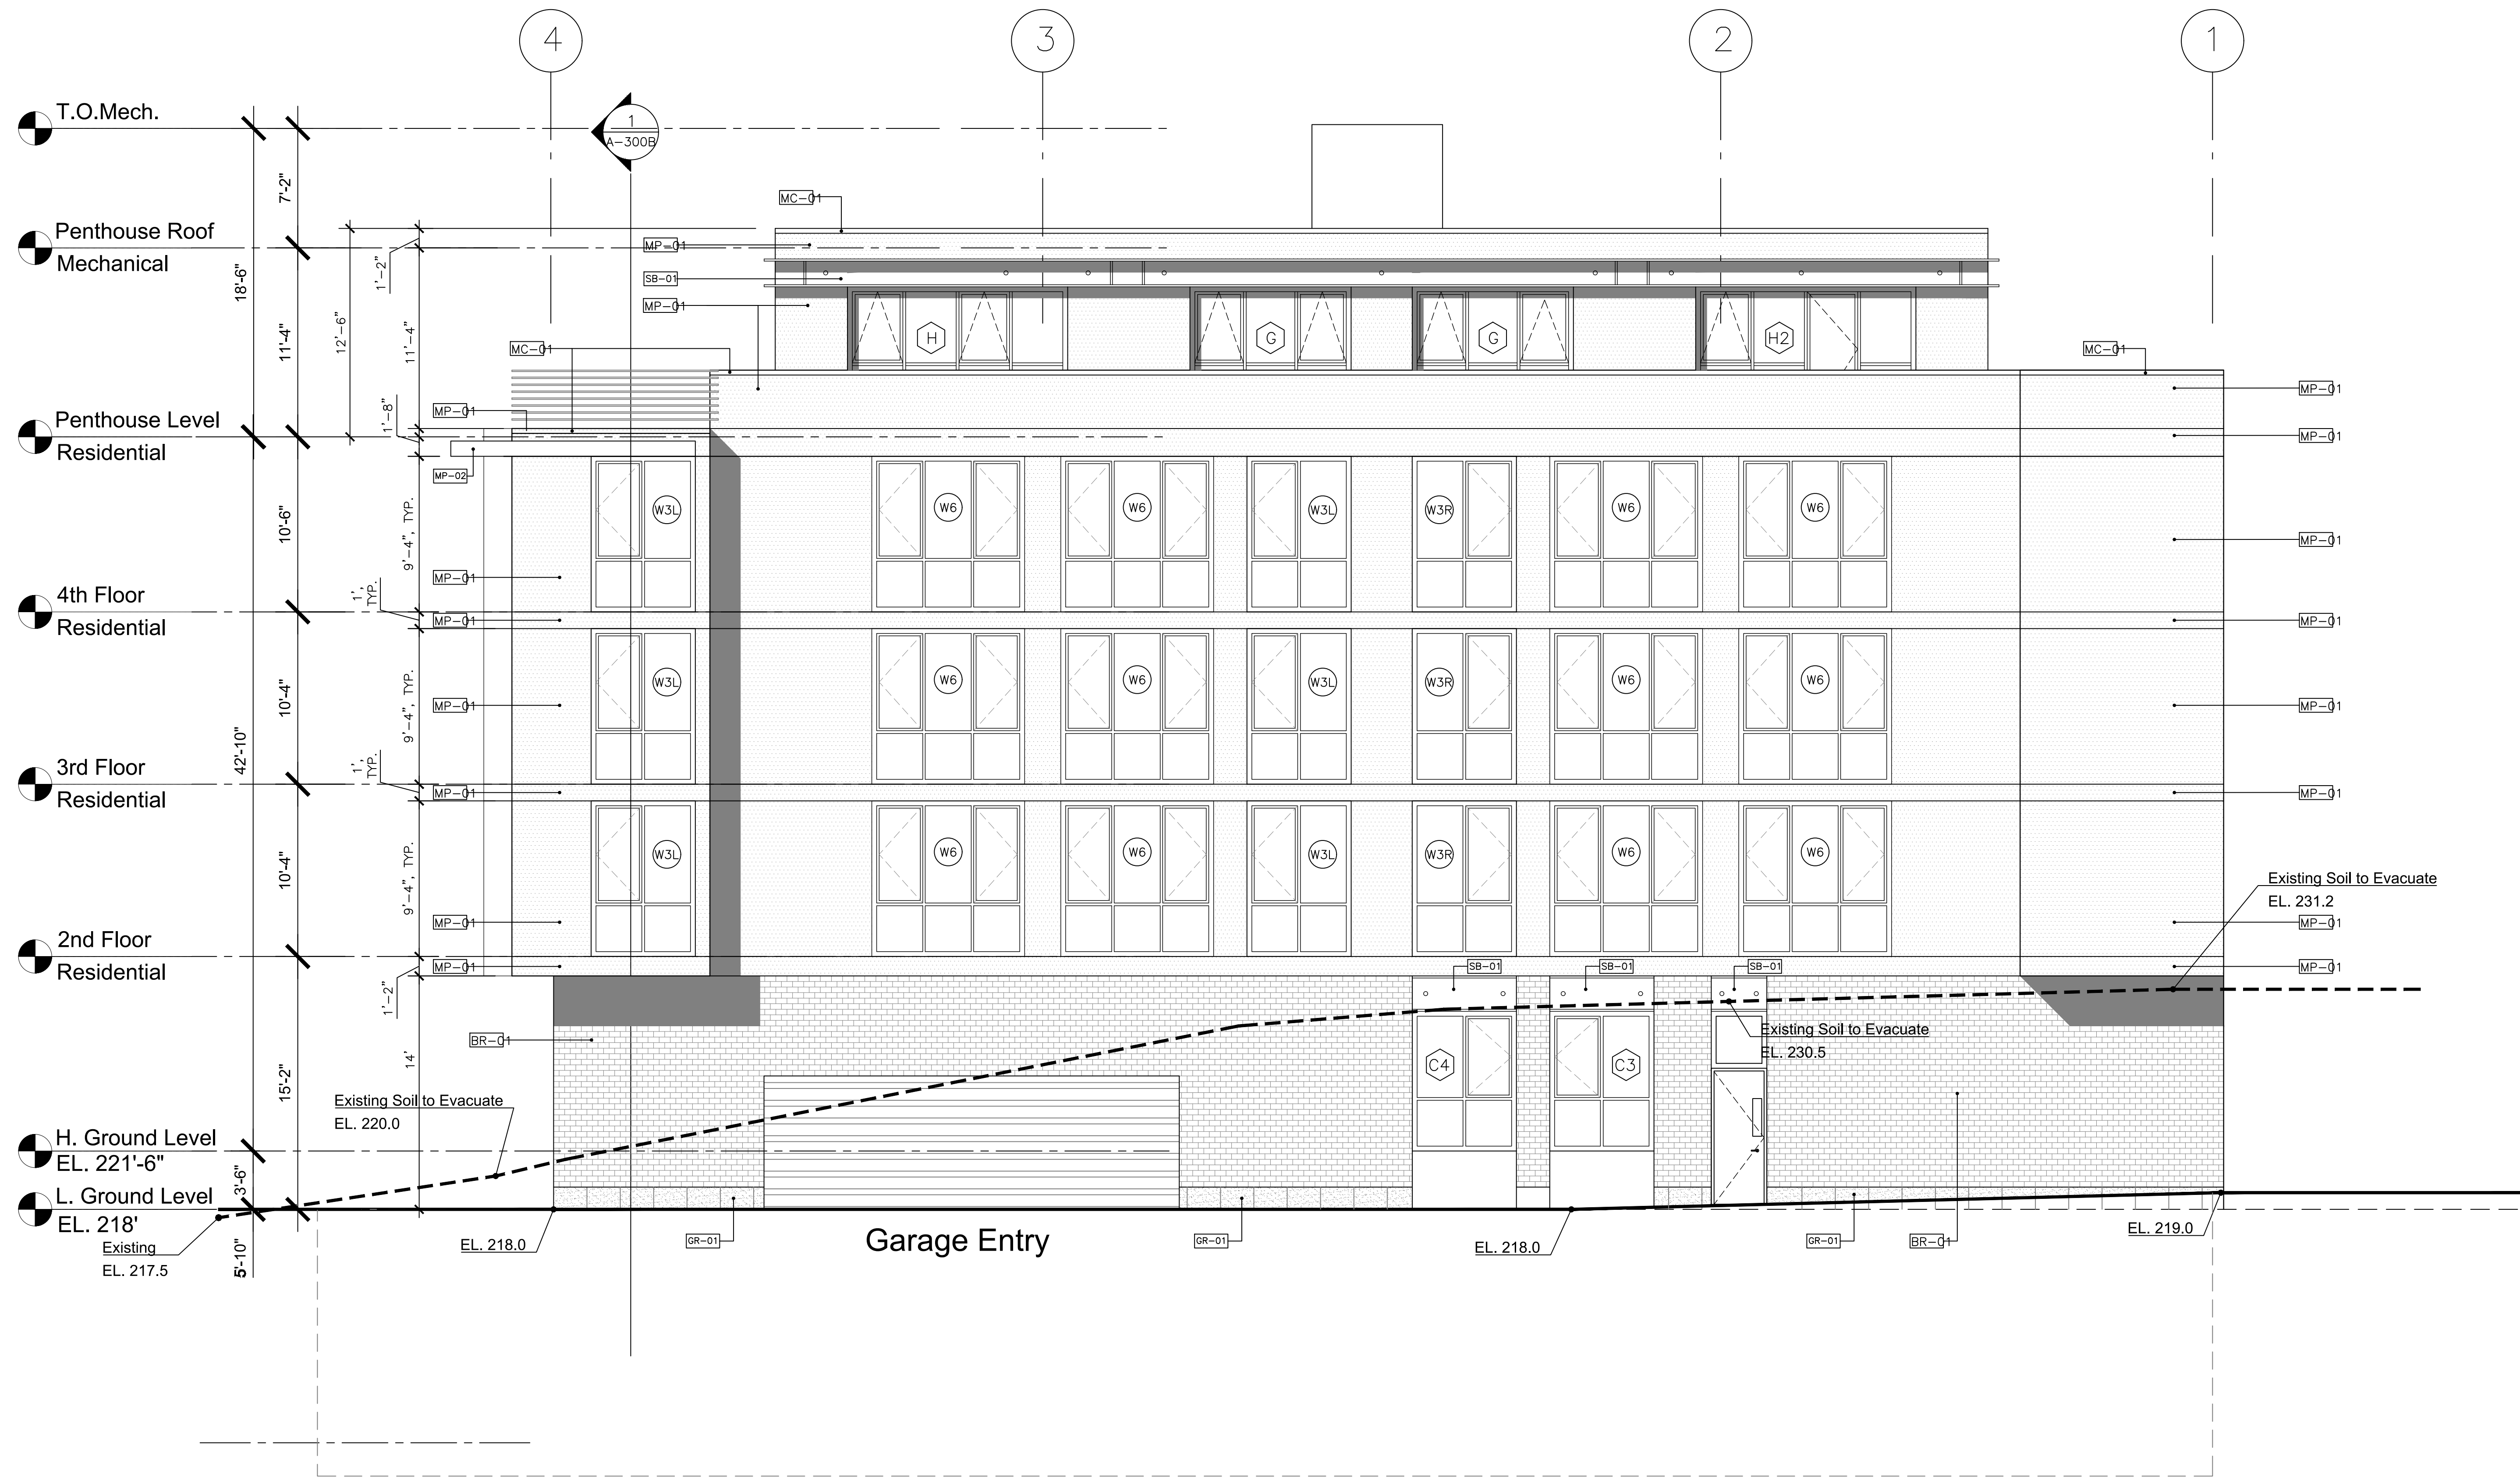 4
3
2
1
T.O.Mech.
1
A-300B
7'-2"
MC-01
Penthouse Roof
Mechanical
MP-01
1'-2"
SB-01
18'-6"
MP-01
12'-6"
11'-4"
11'-4"
H
G
G
H2
MC-01
MC-01
MP-01
1'-8"
MP-01
Penthouse Level
Residential
MP-01
MP-02
10'-6"
9'-4", TYP.
W3L
W6
W6
W3L
W3R
W6
W6
MP-01
MP-01
4th Floor
Residential
1',
TYP.
MP-01
MP-01
10'-4"
9'-4", TYP.
W3L
W6
W6
W3L
W3R
W6
W6
MP-01
MP-01
42'-10"
3rd Floor
Residential
1',
TYP.
MP-01
MP-01
10'-4"
9'-4", TYP.
W3L
W6
W6
W3L
W3R
W6
W6
Existing Soil to Evacuate
EL. 231.2
MP-01
MP-01
2nd Floor
Residential
MP-01
SB-01
SB-01
SB-01
MP-01
1'-2"
BR-01
Existing Soil to Evacuate
EL. 230.5
14'
C4
C3
15'-2"
Existing Soil to Evacuate
EL. 220.0
H. Ground Level
EL. 221'-6"
3'-6"
L. Ground Level
EL. 218'
Existing
EL. 217.5
5'-10"
EL. 218.0
GR-01
Garage Entry
GR-01
EL. 218.0
GR-01
BR-01
EL. 219.0